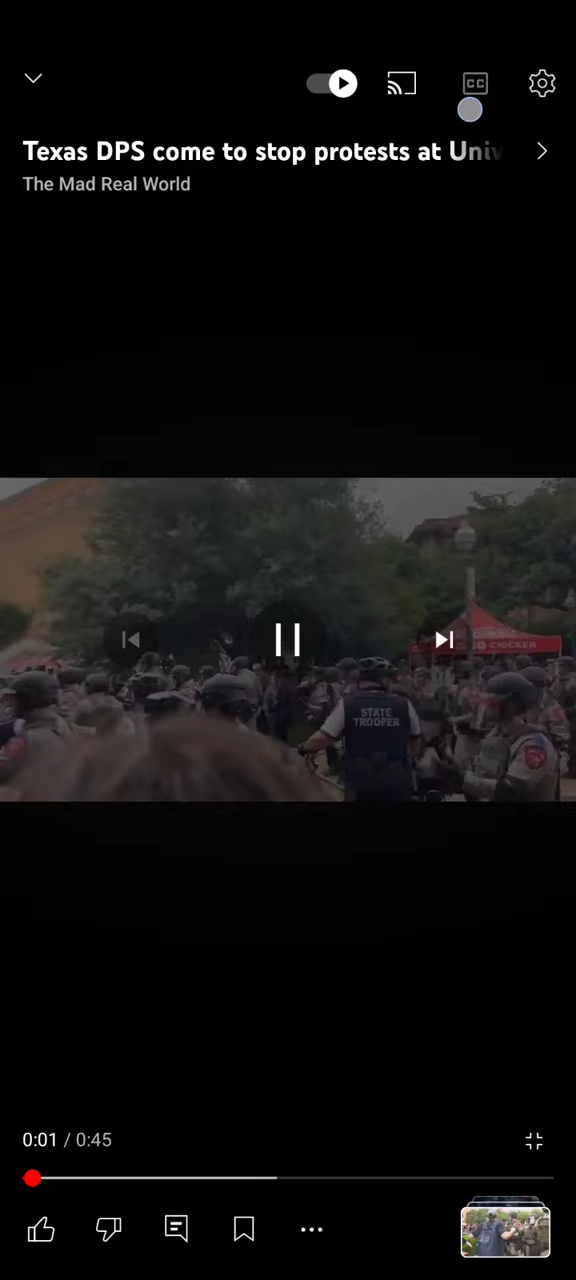 CC
Texas DPS come to stop protests at Univ
The Mad Real World
STATE
TROOPER
CHICKEN
0:01 / 0:45